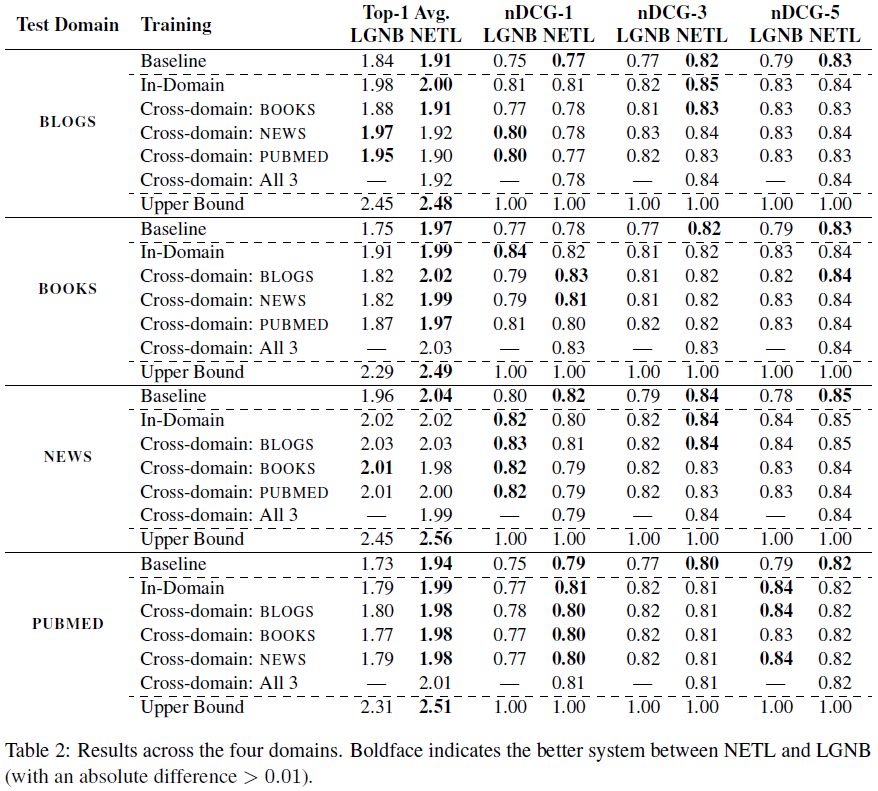 Test Domain Training Top-1 Avg. nDCG-1 nDCG-3 nDCG-5
LGNB NETL LGNB NETL LGNB NETL LGNB NETL
BLOGS
Baseline 1.84 1.91 0.75 0.77 0.77 0.82 0.79 0.83
In-Domain 1.98 2.00 0.81 0.81 0.82 0.85 0.83 0.84
Cross-domain: BOOKS 1.88 1.91 0.77 0.78 0.81 0.83 0.83 0.83
Cross-domain: NEWS 1.97 1.92 0.80 0.78 0.83 0.84 0.83 0.84
Cross-domain: PUBMED 1.95 1.90 0.80 0.77 0.82 0.83 0.83 0.83
Cross-domain: All 3 — 1.92 — 0.78 — 0.84 — 0.84
Upper Bound 2.45 2.48 1.00 1.00 1.00 1.00 1.00 1.00
BOOKS
Baseline 1.75 1.97 0.77 0.78 0.77 0.82 0.79 0.83
In-Domain 1.91 1.99 0.84 0.82 0.81 0.82 0.83 0.84
Cross-domain: BLOGS 1.82 2.02 0.79 0.83 0.81 0.82 0.82 0.84
Cross-domain: NEWS 1.82 1.99 0.79 0.81 0.81 0.82 0.83 0.84
Cross-domain: PUBMED 1.87 1.97 0.81 0.80 0.82 0.82 0.83 0.84
Cross-domain: All 3 — 2.03 — 0.83 — 0.83 — 0.84
Upper Bound 2.29 2.49 1.00 1.00 1.00 1.00 1.00 1.00
NEWS
Baseline 1.96 2.04 0.80 0.82 0.79 0.84 0.78 0.85
In-Domain 2.02 2.02 0.82 0.80 0.82 0.84 0.84 0.85
Cross-domain: BLOGS 2.03 2.03 0.83 0.81 0.82 0.84 0.84 0.85
Cross-domain: BOOKS 2.01 1.98 0.82 0.79 0.82 0.83 0.83 0.84
Cross-domain: PUBMED 2.01 2.00 0.82 0.79 0.82 0.83 0.83 0.84
Cross-domain: All 3 — 1.99 — 0.79 — 0.84 — 0.84
Upper Bound 2.45 2.56 1.00 1.00 1.00 1.00 1.00 1.00
PUBMED
Baseline 1.73 1.94 0.75 0.79 0.77 0.80 0.79 0.82
In-Domain 1.79 1.99 0.77 0.81 0.82 0.81 0.84 0.82
Cross-domain: BLOGS 1.80 1.98 0.78 0.80 0.82 0.81 0.84 0.82
Cross-domain: BOOKS 1.77 1.98 0.77 0.80 0.82 0.81 0.83 0.82
Cross-domain: NEWS 1.79 1.98 0.77 0.80 0.82 0.81 0.84 0.82
Cross-domain: All 3 — 2.01 — 0.81 — 0.81 — 0.82
Upper Bound 2.31 2.51 1.00 1.00 1.00 1.00 1.00 1.00
Table 2: Results across the four domains. Boldface indicates the better system between NETL and LGNB
(with an absolute difference > 0.01).